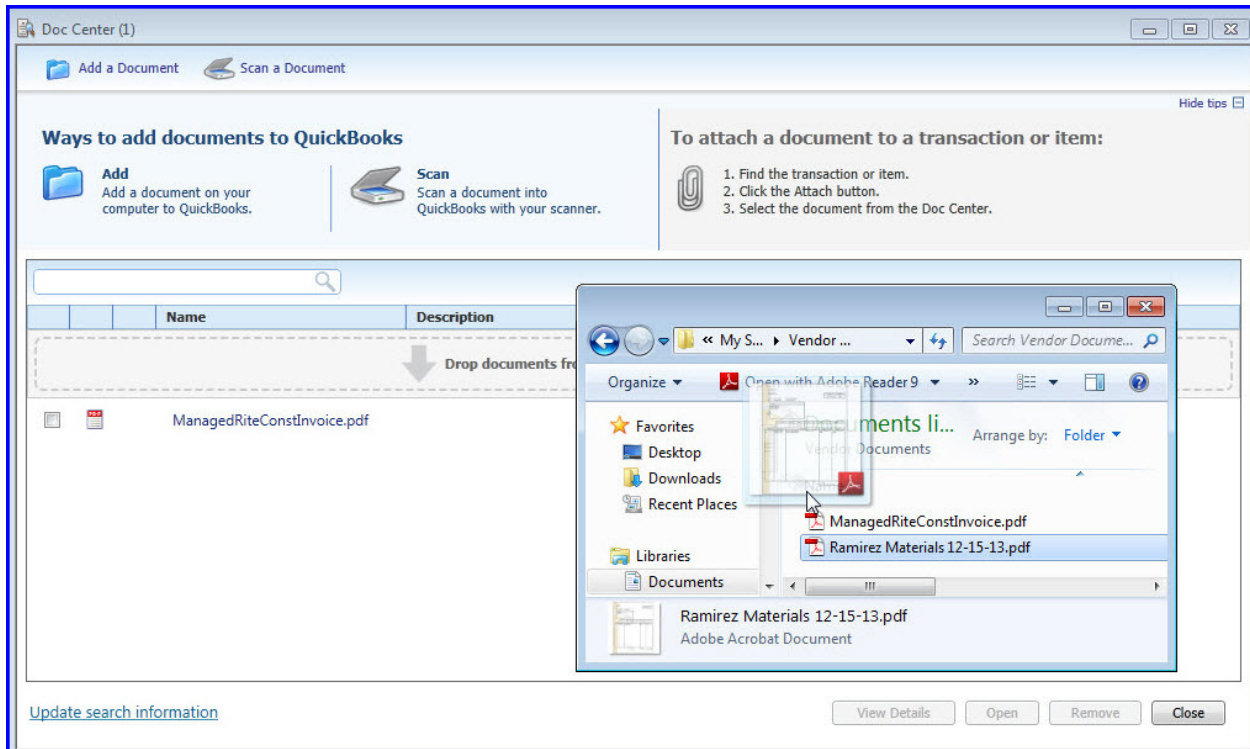 Doc Center (1)
Add a Document Scan a Document
Hide tips
Ways to add documents to QuickBooks
Add
Add a document on your
computer to QuickBooks.
Scan
Scan a document into
QuickBooks with your scanner.
To attach a document to a transaction or item:
1. Find the transaction or item.
2. Click the Attach button.
3. Select the document from the Doc Center.
Name Description
Drop documents
ManagedRiteConstInvoice.pdf
« My S... Vendor ... Search Vendor Docume...
Organize Open with Adobe Reader 9 »
Favorites
Desktop
Downloads
Recent Places
Libraries
Documents
Documents li...
Vendor Documents
Arrange by: Folder
Name
ManagedRiteConstInvoice.pdf
Ramirez Materials 12-15-13.pdf
Ramirez Materials 12-15-13.pdf
Adobe Acrobat Document
Update search information
View Details Open Remove Close